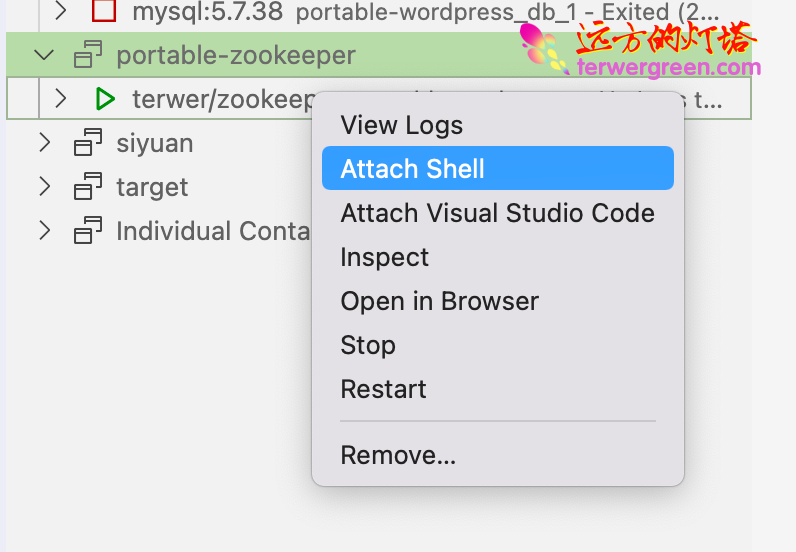 mysql:5.7.38 portable-wordpress_db_1 - Exited (2...
远方的灯塔
terwergreen.com
portable-zookeeper
terwer/zookeep
t...
View Logs
siyuan
Attach Shell
target
Attach Visual Studio Code
Individual Conta
Inspect
Open in Browser
Stop
Restart
Remove...